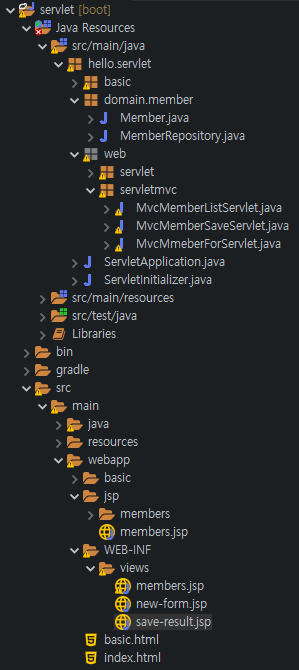 servlet [boot]
Java Resources
src/main/java
hello.servlet
basic
domain.member
Member.java
MemberRepository.java
web
servlet
servletmvc
MvcMemberListServlet.java
MvcMemberSaveServlet.java
MvcMmeberForServlet.java
ServletApplication.java
ServletInitializer.java
src/main/resources
src/test/java
Libraries
bin
gradle
src
main
java
resources
webapp
basic
jsp
members
members.jsp
WEB-INF
views
members.jsp
new-form.jsp
save-result.jsp
basic.html
index.html